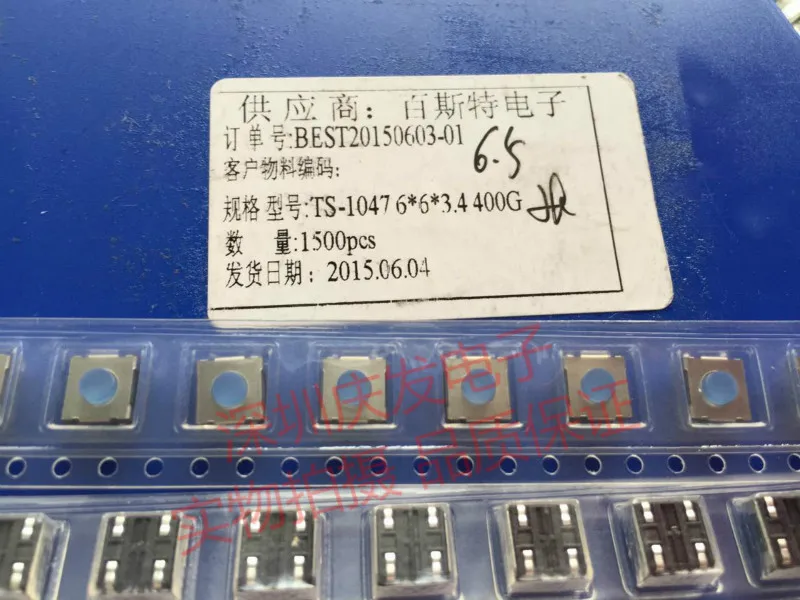 供应商：百斯特电子
订单号:BEST20150603-01
6.5
客户物料编码:
规格 型号:TS-1047 6*6*3.4 400G
数 量:1500pcs
发货日期：2015.06.04
深圳庆发电子
实物拍摄 品质保证